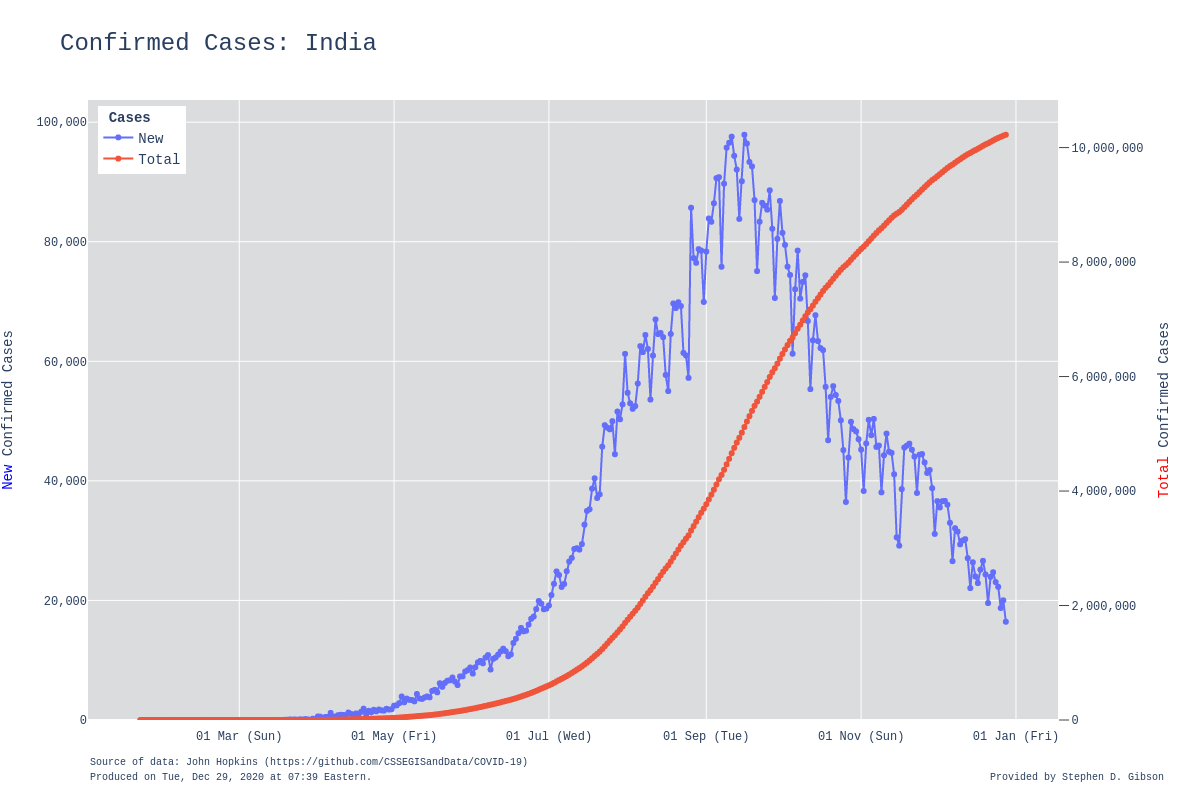 Confirmed Cases: India
Cases
New
Total
100,000
80,000
60,000
40,000
20,000
0
New Confirmed Cases
10,000,000
8,000,000
6,000,000
4,000,000
2,000,000
0
Total Confirmed Cases
01 Mar (Sun)
01 May (Fri)
01 Jul (Wed)
01 Sep (Tue)
01 Nov (Sun)
01 Jan (Fri)
Source of data: John Hopkins (https://github.com/CSSEGISandData/COVID-19)
Produced on Tue, Dec 29, 2020 at 07:39 Eastern.
Provided by Stephen D. Gibson